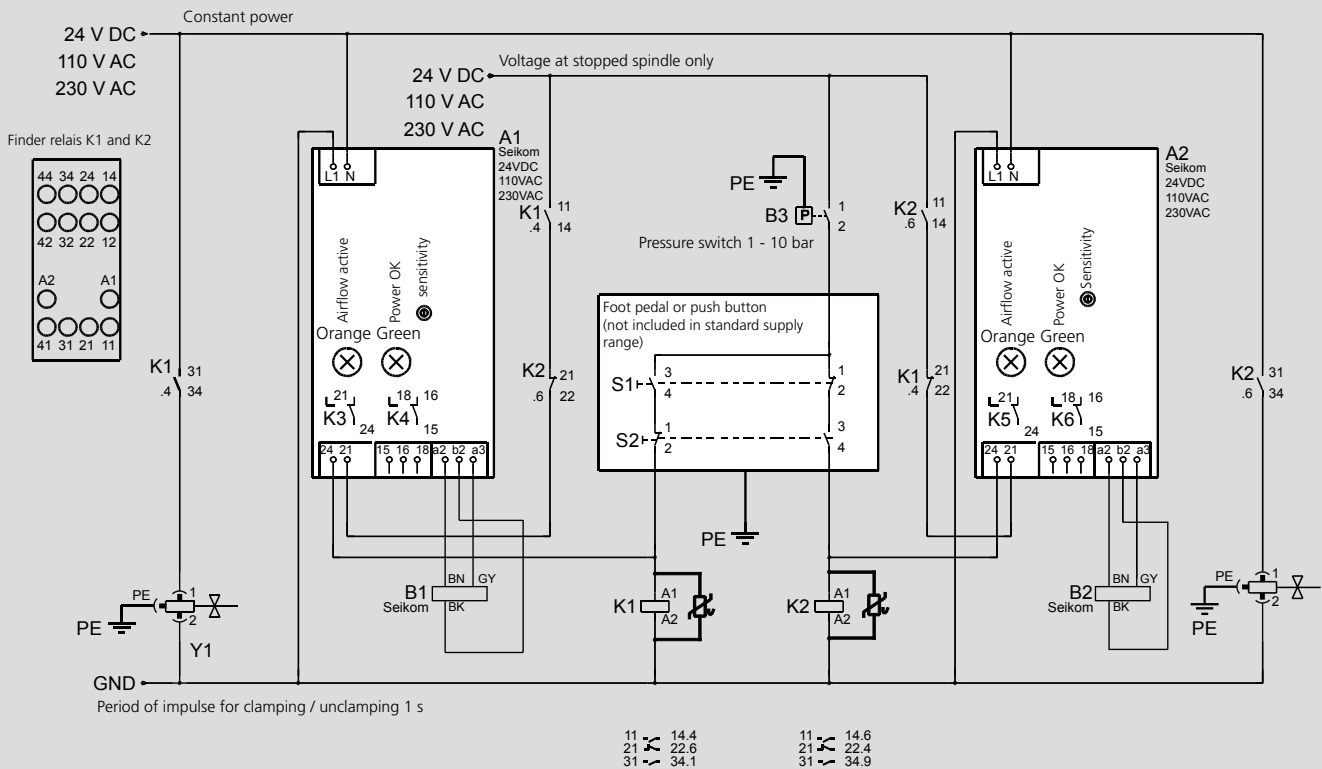 Constant power
24 V DC
110 V AC
230 V AC
Voltage at stopped spindle only
24 V DC
110 V AC
230 V AC
Finder relais K1 and K2
44 34 24 14
42 32 22 12
A2 A1
41 31 21 11
K1 31
.4 34
PE
PE
1
2
Y1
A1
Seikom
24VDC
110VAC
230VAC
L1 N
Airflow active
Power OK
sensitivity
Orange Green
21 18 16
K3 K4
24 15
24 21 15 16 18 a2 b2 a3
BN GY
B1
Seikom
BK
K1 11
.4 14
K2 21
.6 22
PE
B3 P 1
2
Pressure switch 1 - 10 bar
Foot pedal or push button
(not included in standard supply
range)
S1 3 1
4 2
S2 1 3
2 4
PE
K1 A1
A2
K2 A1
A2
K2 11
.6 14
K1 21
.4 22
A2
Seikom
24VDC
110VAC
230VAC
L1 N
Airflow active
Power OK
Sensitivity
Orange Green
21 18 16
K5 K6
24 15
24 21 15 16 18 a2 b2 a3
BN GY
B2
Seikom
BK
K2 31
.6 34
PE
PE
1
2
GND
Period of impulse for clamping / unclamping 1 s
11 14.4
21 22.6
31 34.1
11 14.6
21 22.4
31 34.9